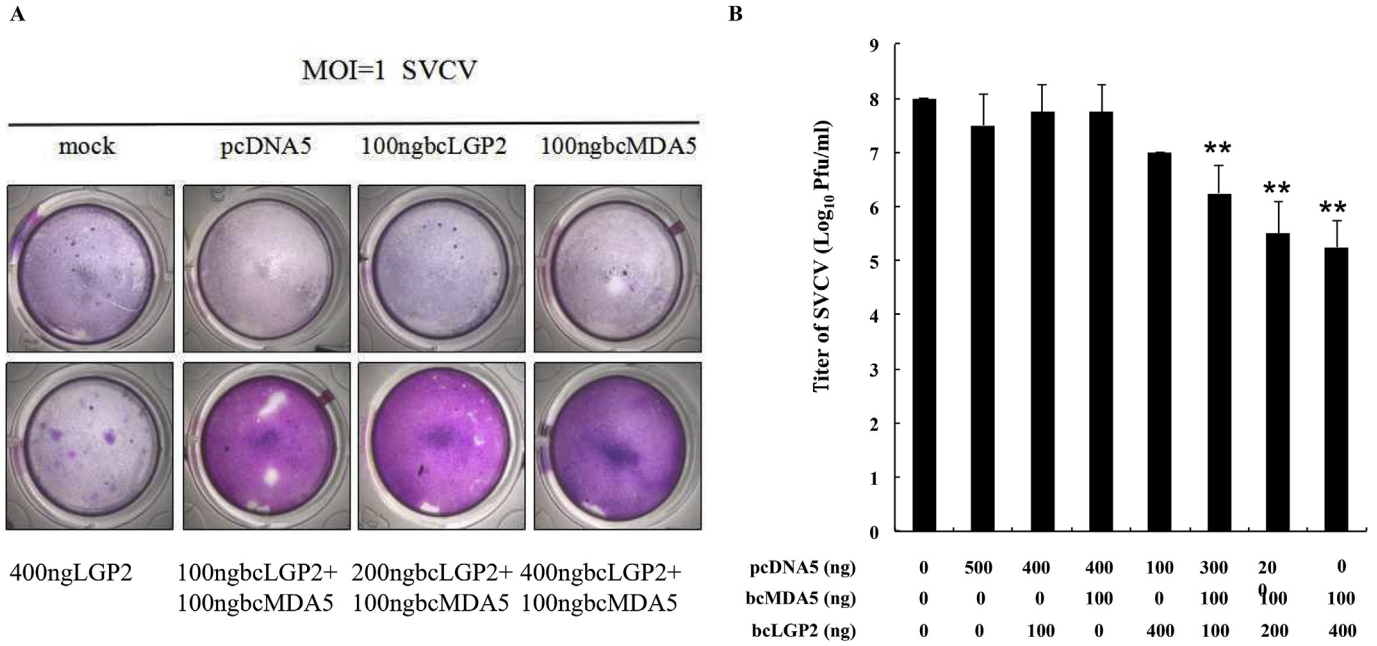 A
MOI=1 SVCV
mock pcDNA5 100ngbcLGP2 100ngbcMDA5
400ngLGP2 100ngbcLGP2+ 200ngbcLGP2+ 400ngbcLGP2+
100ngbcMDA5 100ngbcMDA5 100ngbcMDA5
B
Titer of SVCV (Log10 Pfu/ml)
9
8
7
6
5
4
3
2
1
0
**
**
**
pcDNA5 (ng) 0 500 400 400 100 300 20 0
0
bcMDA5 (ng) 0 0 0 100 0 100 100 100
bcLGP2 (ng) 0 0 100 0 400 100 200 400